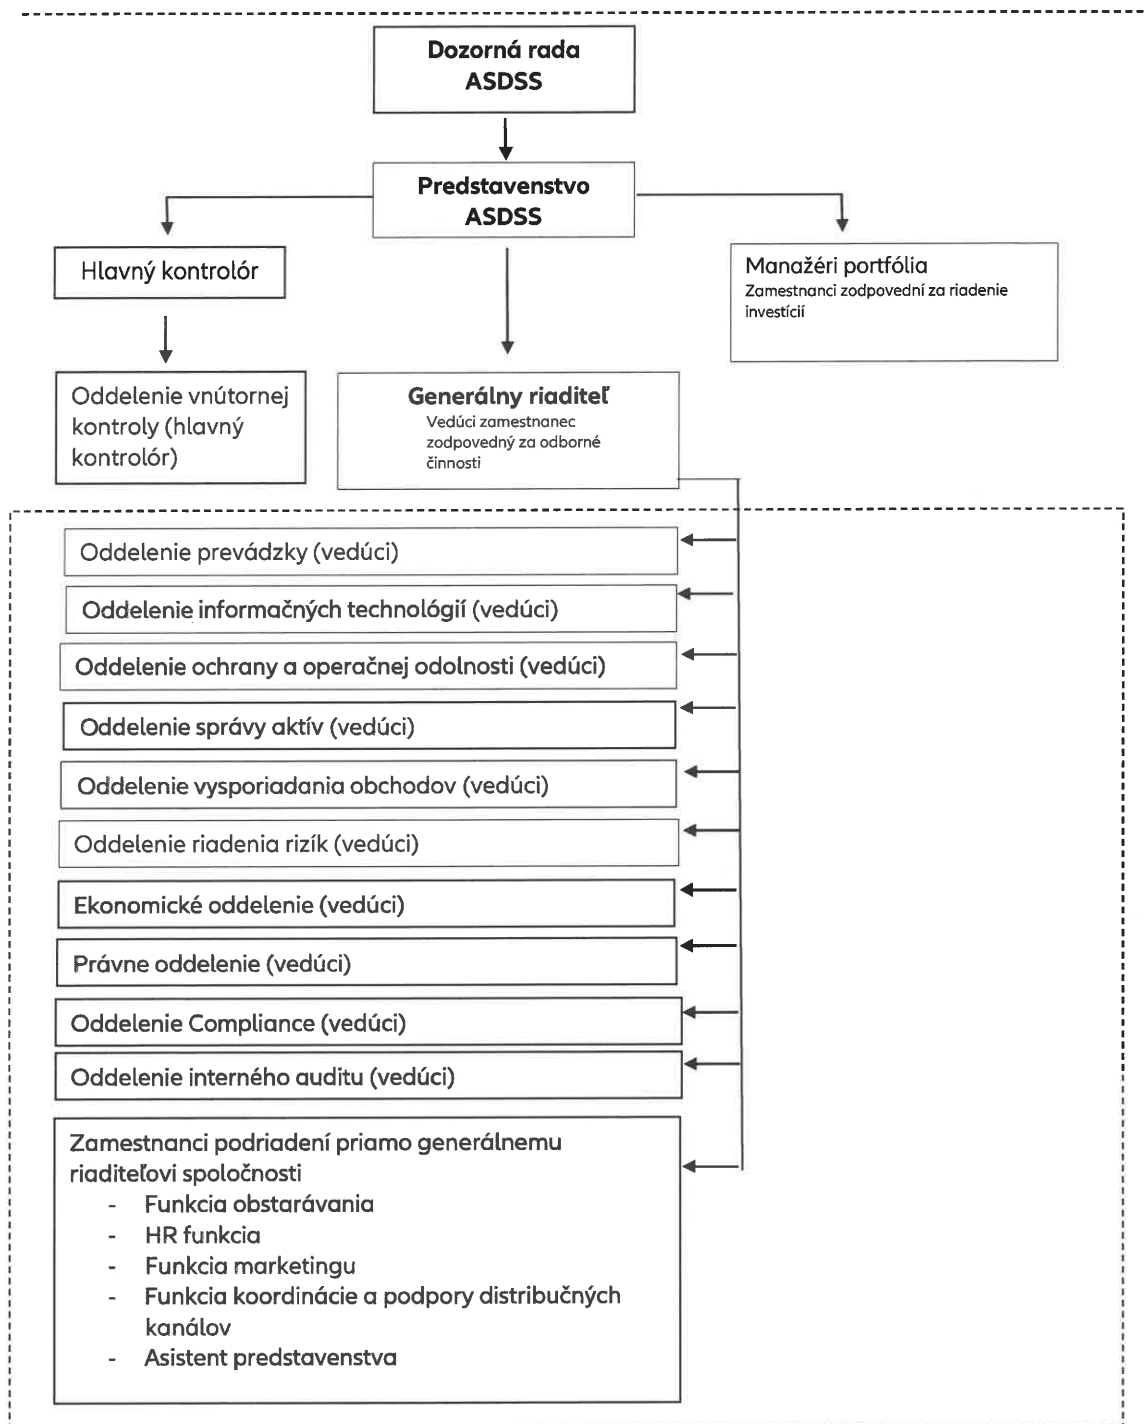 Dozorná rada
ASDSS
Predstavenstvo
ASDSS
Hlavný kontrolór
Manažéri portfólia
Zamestnanci zodpovední za riadenie
investícií
Oddelenie vnútornej
kontroly (hlavný
kontrolór)
Generálny riaditeľ
Vedúci zamestnanec
zodpovedný za odborné
činnosti
Oddelenie prevádzky (vedúci)
Oddelenie informačných technológií (vedúci)
Oddelenie ochrany a operačnej odolnosti (vedúci)
Oddelenie správy aktív (vedúci)
Oddelenie vysporiadania obchodov (vedúci)
Oddelenie riadenia rizík (vedúci)
Ekonomické oddelenie (vedúci)
Právne oddelenie (vedúci)
Oddelenie Compliance (vedúci)
Oddelenie interného auditu (vedúci)
Zamestnanci podriadení priamo generálnemu
riaditeľovi spoločnosti
- Funkcia obstarávania
- HR funkcia
- Funkcia marketingu
- Funkcia koordinácie a podpory distribučných
kanálov
- Asistent predstavenstva